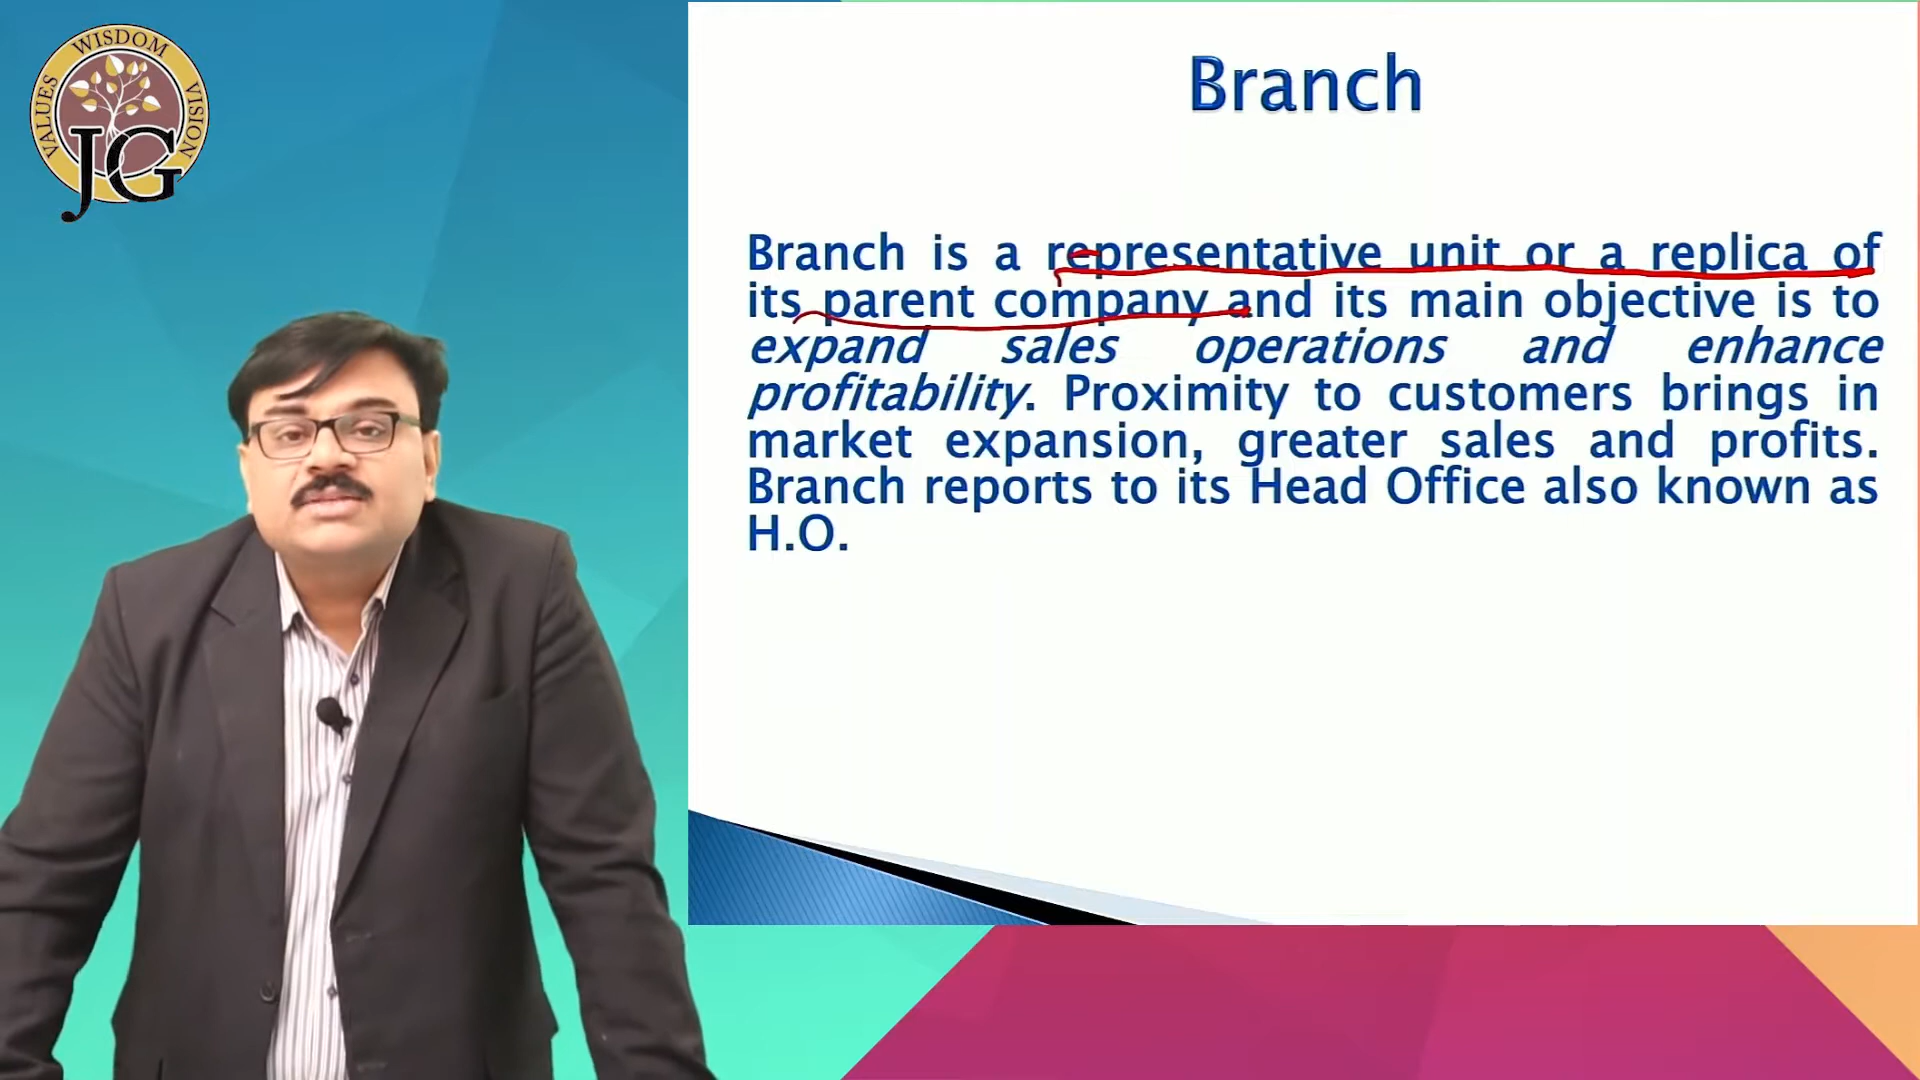 VALUES WISDOM VISION
JG
Branch
Branch is a representative unit or a replica of
its parent company and its main objective is to
expand sales operations and enhance
profitability. Proximity to customers brings in
market expansion, greater sales and profits.
Branch reports to its Head Office also known as
H.O.